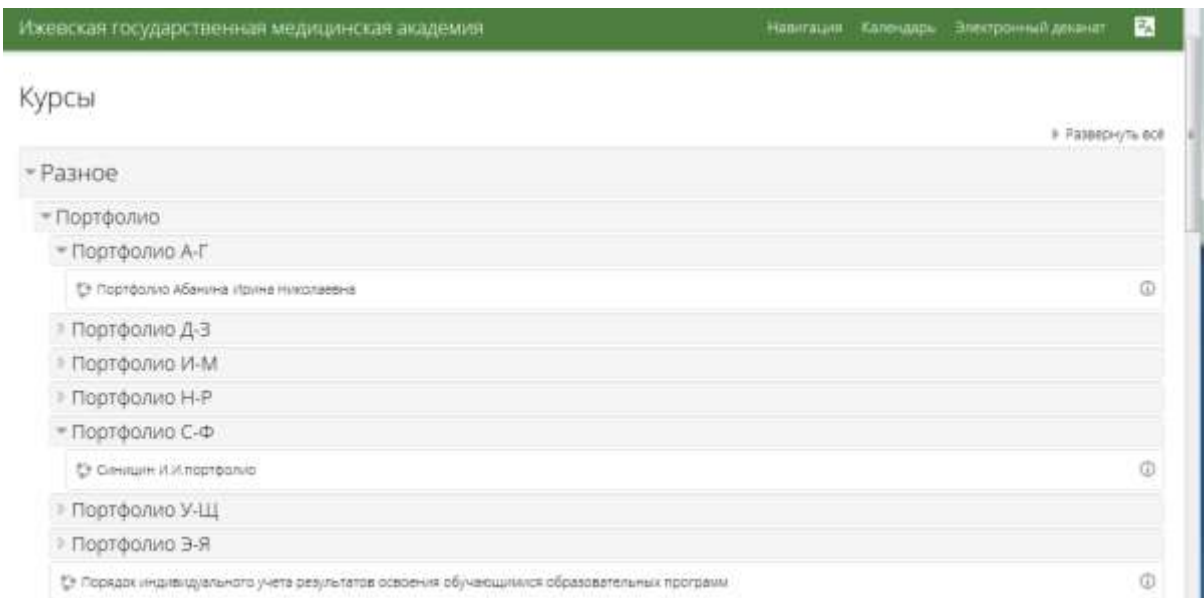 Ижевская государственная медицинская академия
Навигация Календарь Электронный деканат
Курсы
Развернуть всё
Разное
Портфолио
Портфолио А-Г
Портфолио Абанина Ирина Николаевна
Портфолио Д-З
Портфолио И-М
Портфолио Н-Р
Портфолио С-Ф
Синицин И.И.портфолио
Портфолио У-Щ
Портфолио Э-Я
Порядок индивидуального учета результатов освоения обучающимися образовательных программ